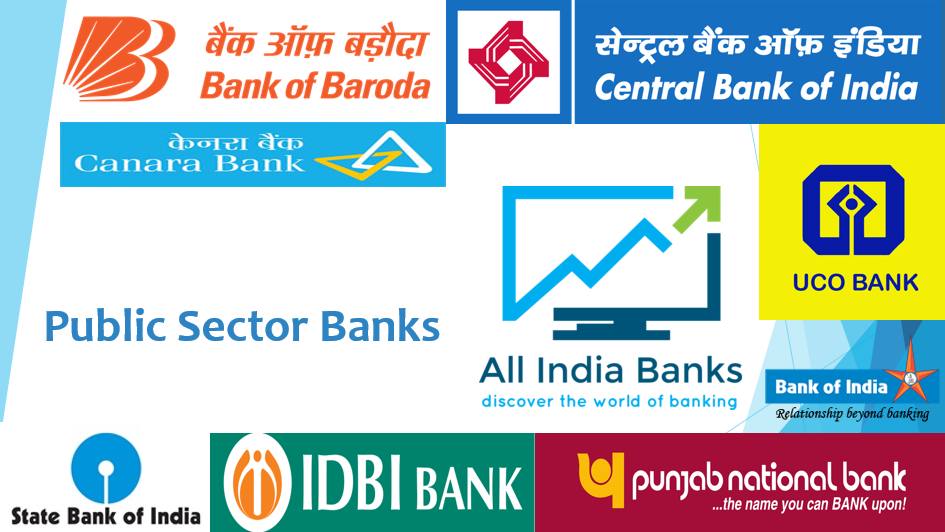 बैंक ऑफ़ बड़ौदा
Bank of Baroda
सेन्ट्रल बैंक ऑफ़ इंडिया
Central Bank of India
केनरा बैंक
Canara Bank
UCO BANK
Public Sector Banks
All India Banks
discover the world of banking
Bank of India
Relationship beyond banking
State Bank of India
IDBI BANK
punjab national bank
...the name you can BANK upon!